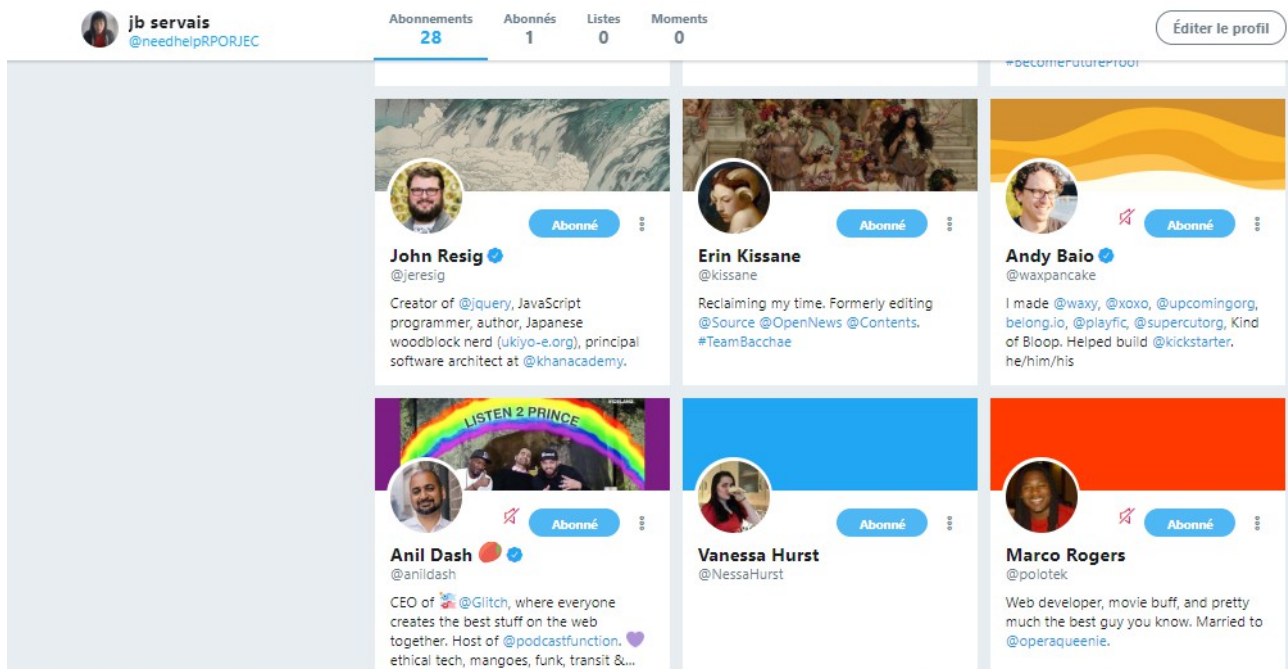 jb servais
@needhelpRPORJEC
Abonnements
28
Abonnés
1
Listes
0
Moments
0
Éditer le profil
#BecomeFutureProof
Abonné
John Resig
@jeresig
Creator of @jquery, JavaScript
programmer, author, Japanese
woodblock nerd (ukiyo-e.org), principal
software architect at @khanacademy.
Abonné
Erin Kissane
@kissane
Reclaiming my time. Formerly editing
@Source @OpenNews @Contents.
#TeamBacchae
Abonné
Andy Baio
@waxpancake
I made @waxy, @xoxo, @upcomingorg,
belong.io, @playfic, @supercutorg, Kind
of Bloop. Helped build @kickstarter.
he/him/his
LISTEN 2 PRINCE
Abonné
Anil Dash 🥭
@anildash
CEO of @Glitch, where everyone
creates the best stuff on the web
together. Host of @podcastfunction. 💜
ethical tech, mangoes, funk, transit &...
Abonné
Vanessa Hurst
@NessaHurst
Abonné
Marco Rogers
@polotek
Web developer, movie buff, and pretty
much the best guy you know. Married to
@operaqueenie.